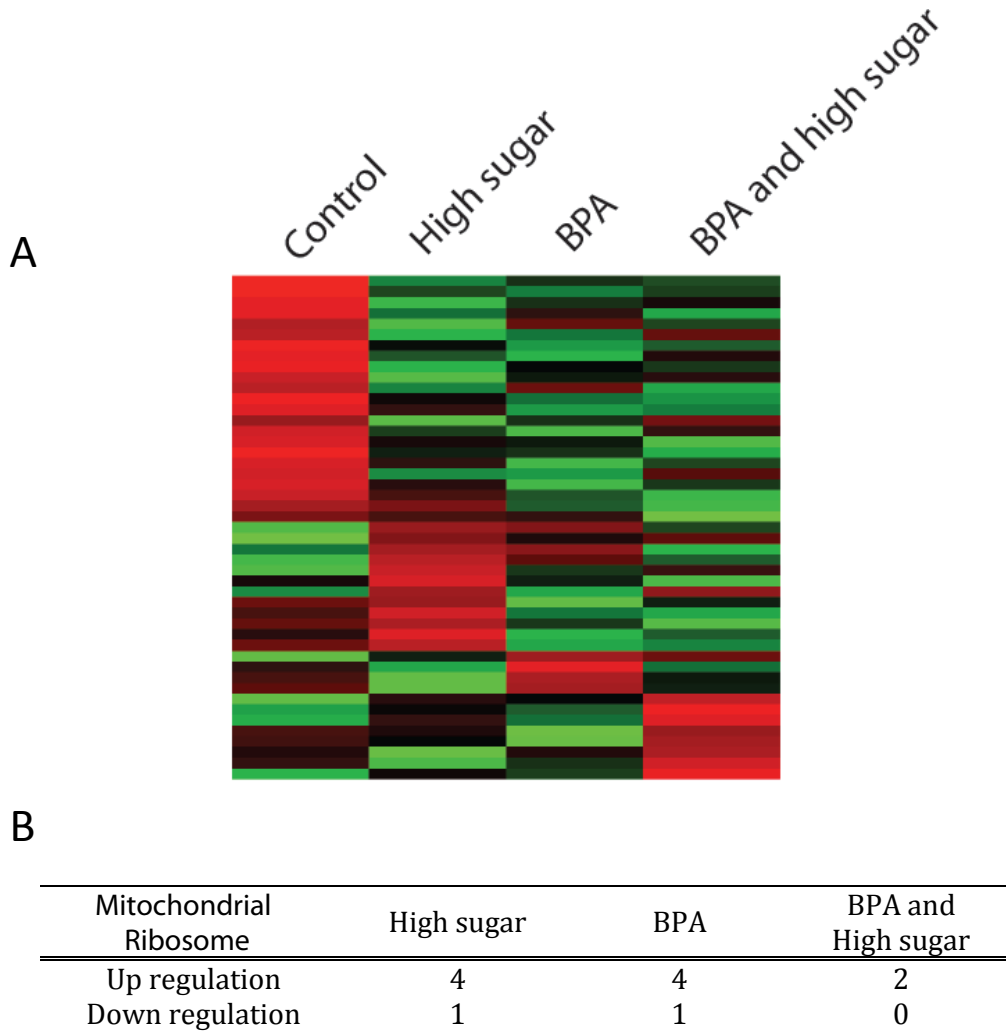 Control
High sugar
BPA
BPA and high sugar
A
B
Mitochondrial
Ribosome
High sugar
BPA
BPA and
High sugar
Up regulation 4 4 2
Down regulation 1 1 0